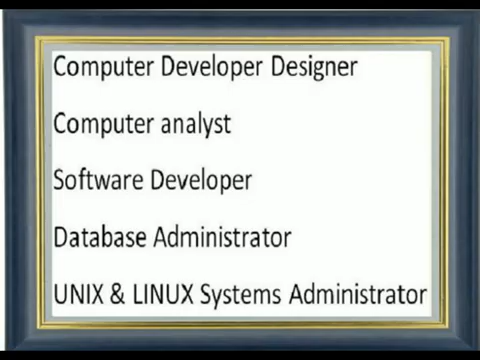 Computer Developer Designer
Computer analyst
Software Developer
Database Administrator
UNIX & LINUX Systems Administrator